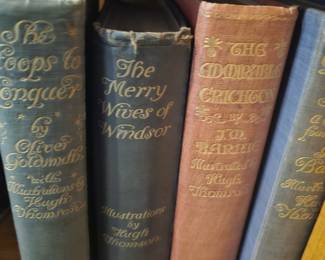 She
Stoops to
Conquer
by
Oliver
Goldsmith
with
Illustrations by
Hugh
Thomson
The
Merry
Wives of
Windsor
Illustrations
by
Hugh
Thomson
THE
ADMIRABLE
CRICHTON
BY
J.M.
BARRIE
Illustrated by
Hugh
Thomson